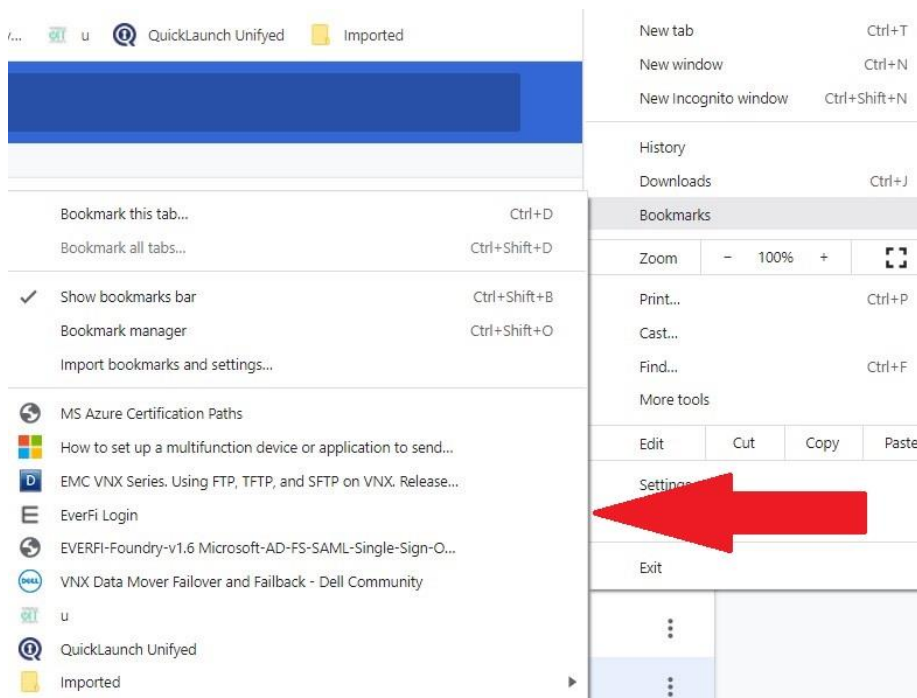 ... u QuickLaunch Unifyed Imported
New tab Ctrl+T
New window Ctrl+N
New Incognito window Ctrl+Shift+N
History
Downloads Ctrl+J
Bookmarks
Zoom - 100% +
Print... Ctrl+P
Cast...
Find... Ctrl+F
More tools
Edit Cut Copy Paste
Settings
Exit
Bookmark this tab... Ctrl+D
Bookmark all tabs... Ctrl+Shift+D
Show bookmarks bar Ctrl+Shift+B
Bookmark manager Ctrl+Shift+O
Import bookmarks and settings...
MS Azure Certification Paths
How to set up a multifunction device or application to send...
D EMC VNX Series. Using FTP, TFTP, and SFTP on VNX. Release...
E EverFi Login
EVERFI-Foundry-v1.6 Microsoft-AD-FS-SAML-Single-Sign-O...
DELL VNX Data Mover Failover and Failback - Dell Community
u
QuickLaunch Unifyed
Imported